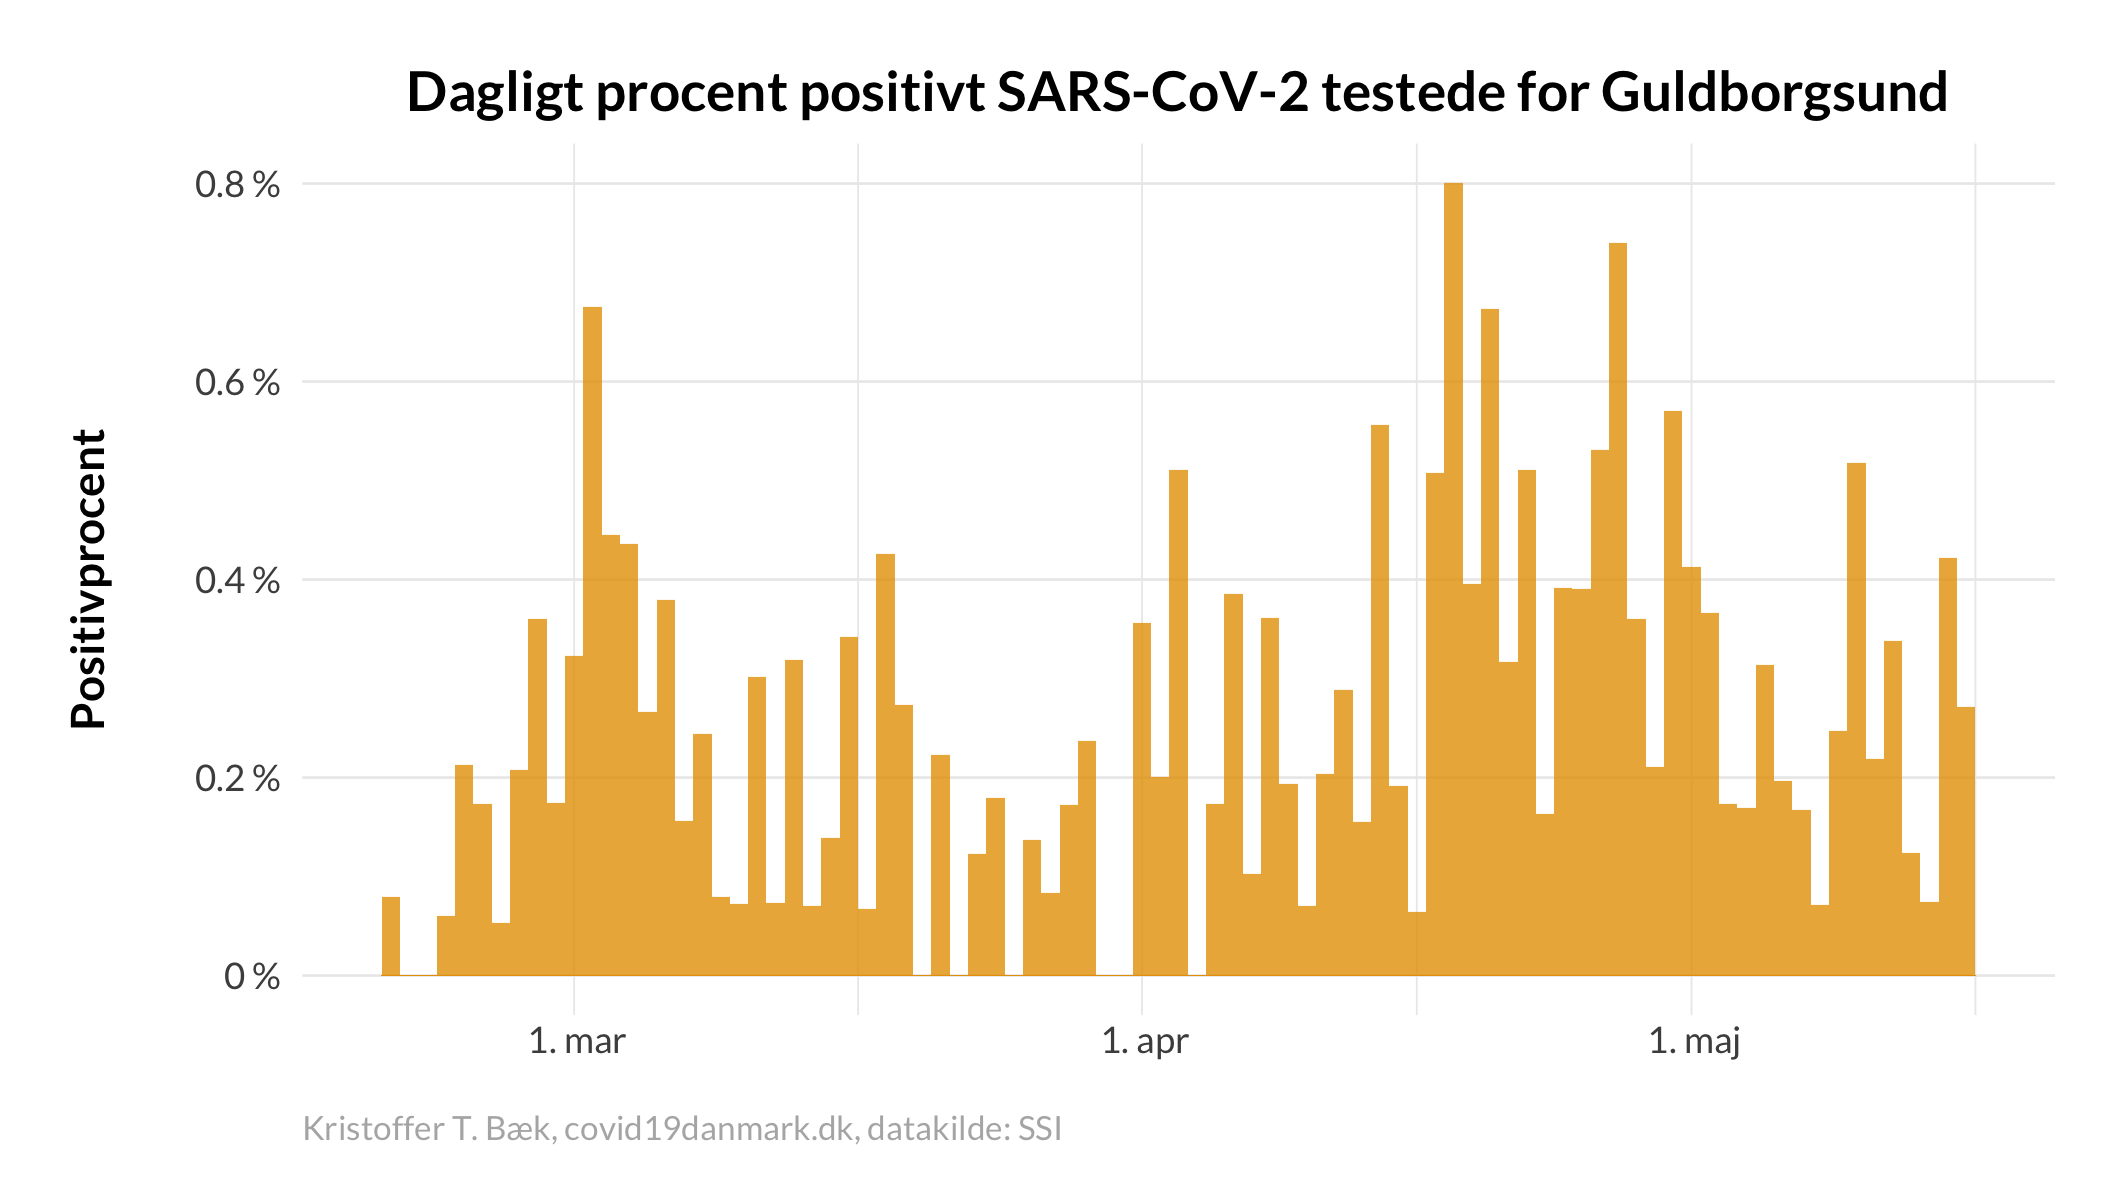 Dagligt procent positivt SARS-CoV-2 testede for Guldborgsund
Positivprocent
0.8 %
0.6 %
0.4 %
0.2 %
0 %
1. mar
1. apr
1. maj
Kristoffer T. Bæk, covid19danmark.dk, datakilde: SSI